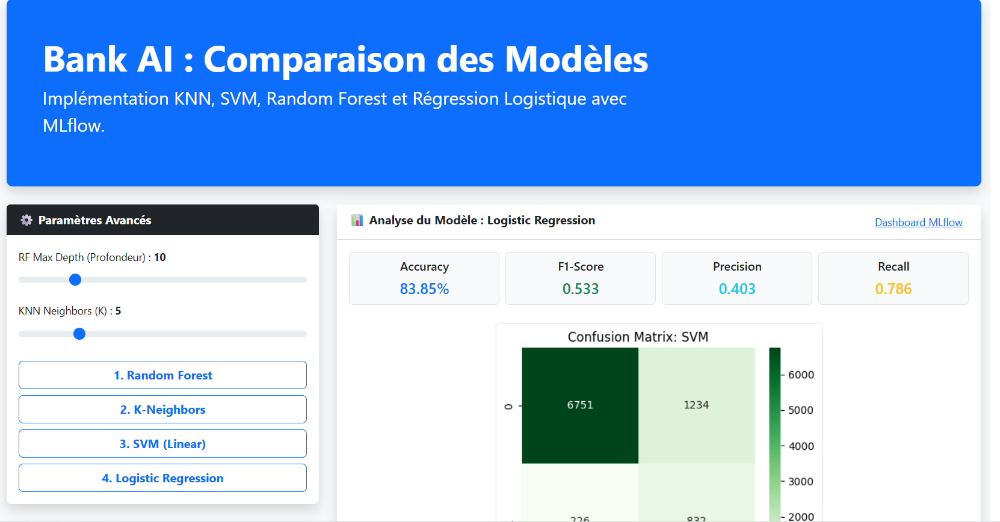 Bank AI : Comparaison des Modèles
Implémentation KNN, SVM, Random Forest et Régression Logistique avec
MLflow.
Paramètres Avancés
RF Max Depth (Profondeur) : 10
KNN Neighbors (K) : 5
1. Random Forest
2. K-Neighbors
3. SVM (Linear)
4. Logistic Regression
Analyse du Modèle : Logistic Regression
Dashboard MLflow
Accuracy
83.85%
F1-Score
0.533
Precision
0.403
Recall
0.786
Confusion Matrix: SVM
0
6751
1234
226
832
6000
5000
4000
3000
2000